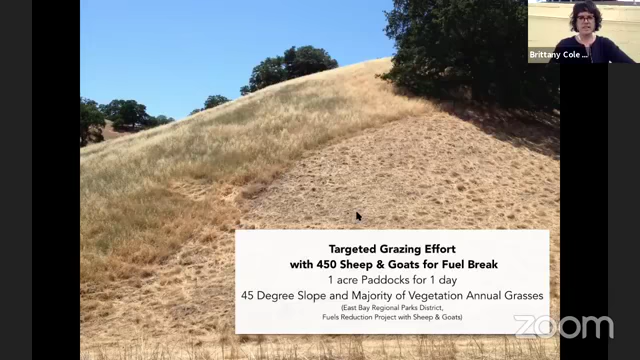 Brittany Cole ...
Targeted Grazing Effort
with 450 Sheep & Goats for Fuel Break
1 acre Paddocks for 1 day
45 Degree Slope and Majority of Vegetation Annual Grasses
(East Bay Regional Parks District,
Fuels Reduction Project with Sheep & Goats)
zoom